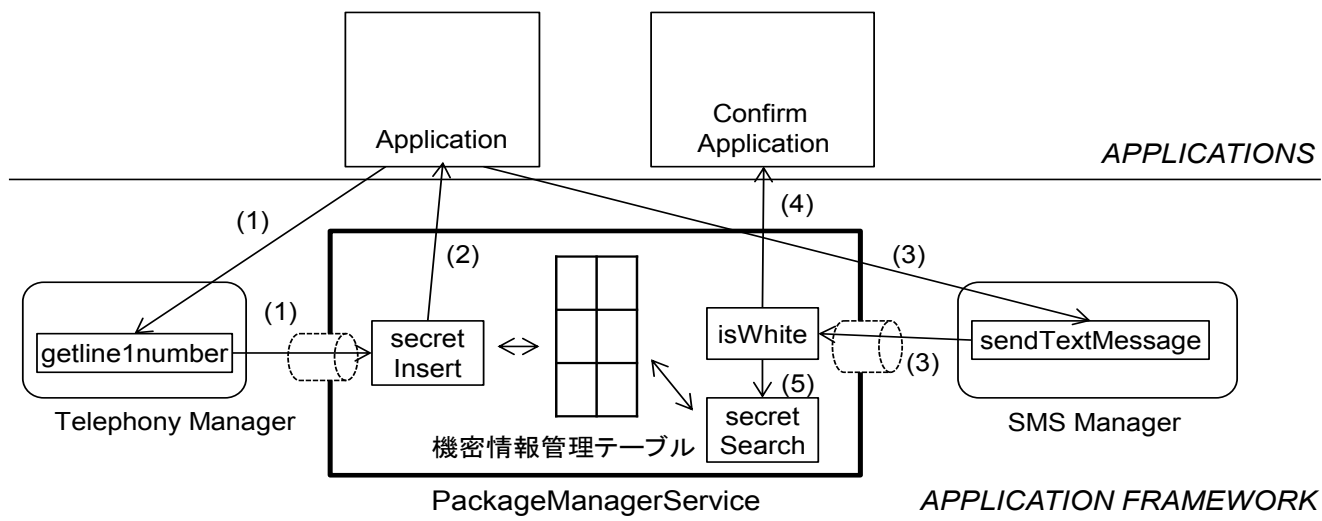 Application
Confirm
Application
APPLICATIONS
(1)
(2)
(4)
(3)
(1)
getline1number
Telephony Manager
secret
Insert
機密情報管理テーブル
isWhite
(5)
secret
Search
(3)
sendTextMessage
SMS Manager
PackageManagerService
APPLICATION FRAMEWORK